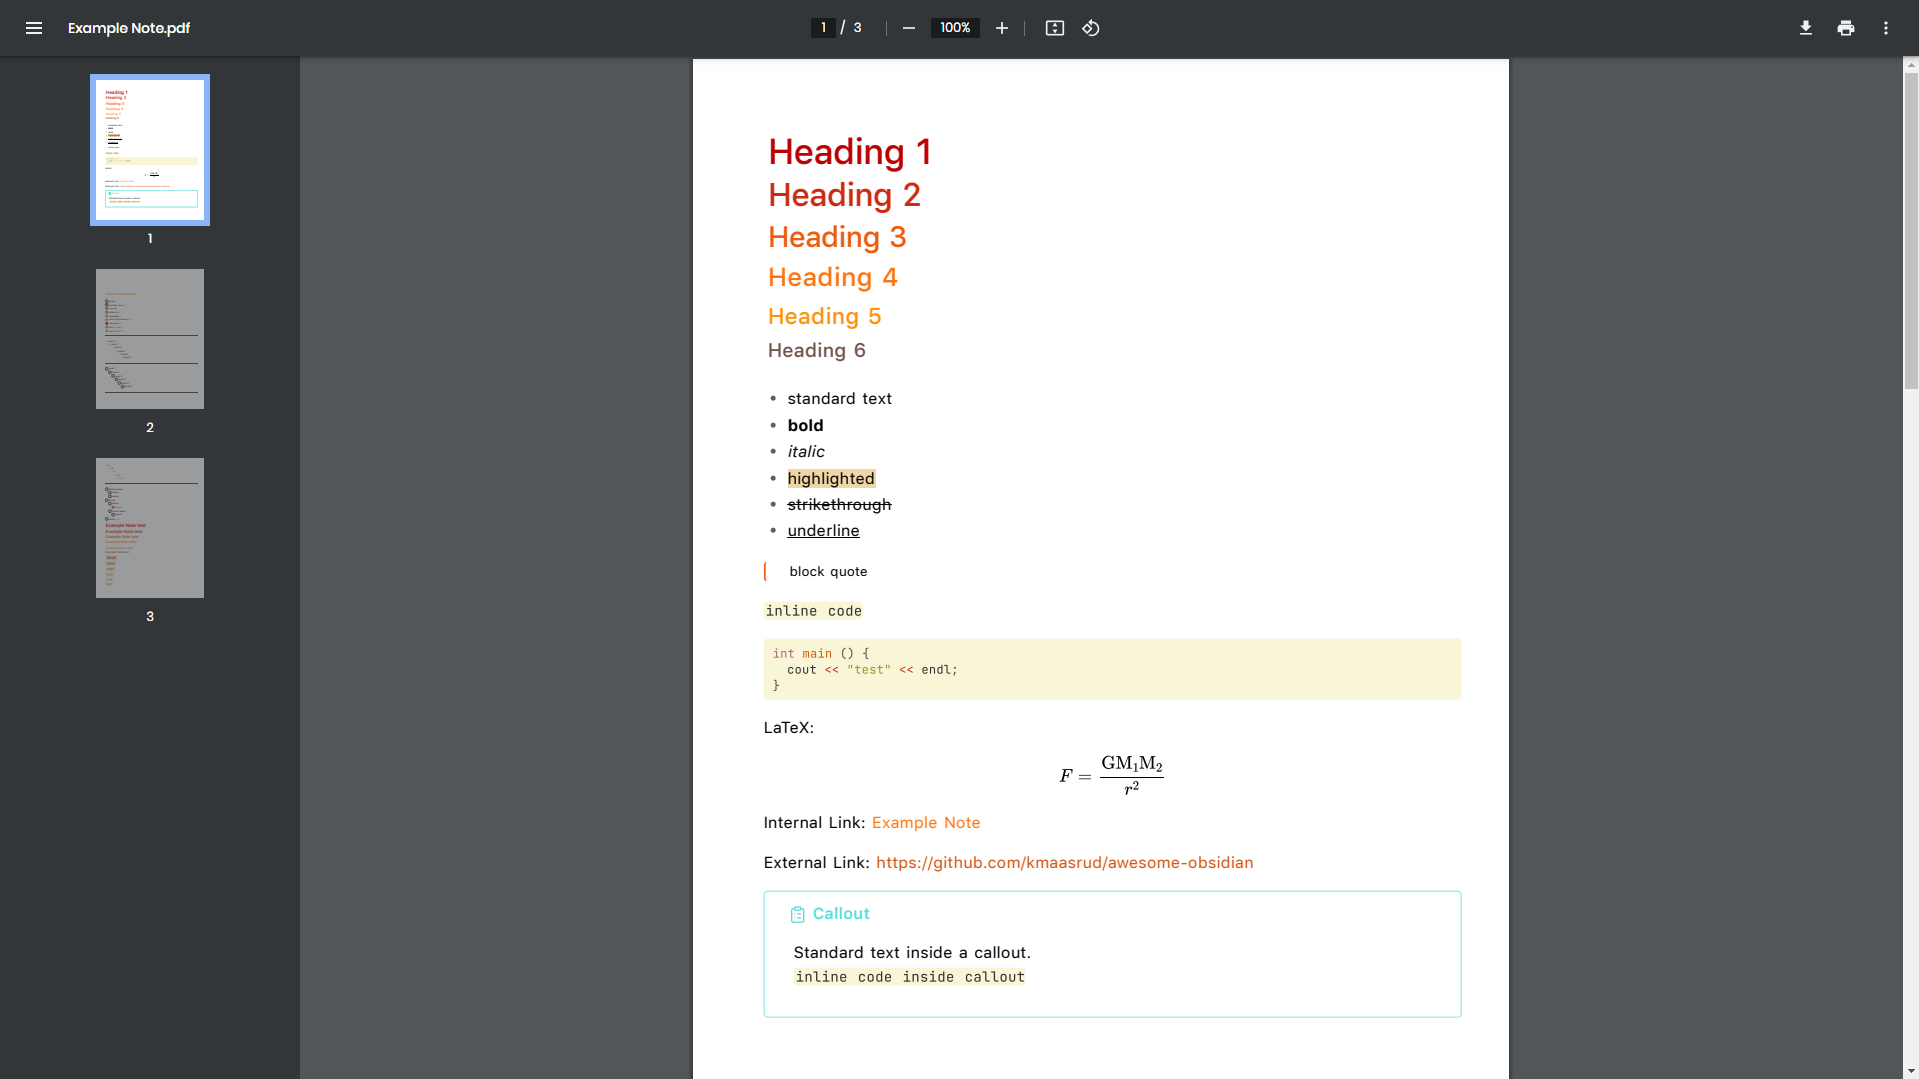 Example Note.pdf
1 / 3
100%
1
2
3
Heading 1
Heading 2
Heading 3
Heading 4
Heading 5
Heading 6
• standard text
• bold
• italic
• highlighted
• strikethrough
• underline
block quote
inline code
int main () {
  cout << "test" << endl;
}
LaTeX:
F = GM₁M₂ / r²
Internal Link: Example Note
External Link: https://github.com/kmaasrud/awesome-obsidian
Callout
Standard text inside a callout.
inline code inside callout